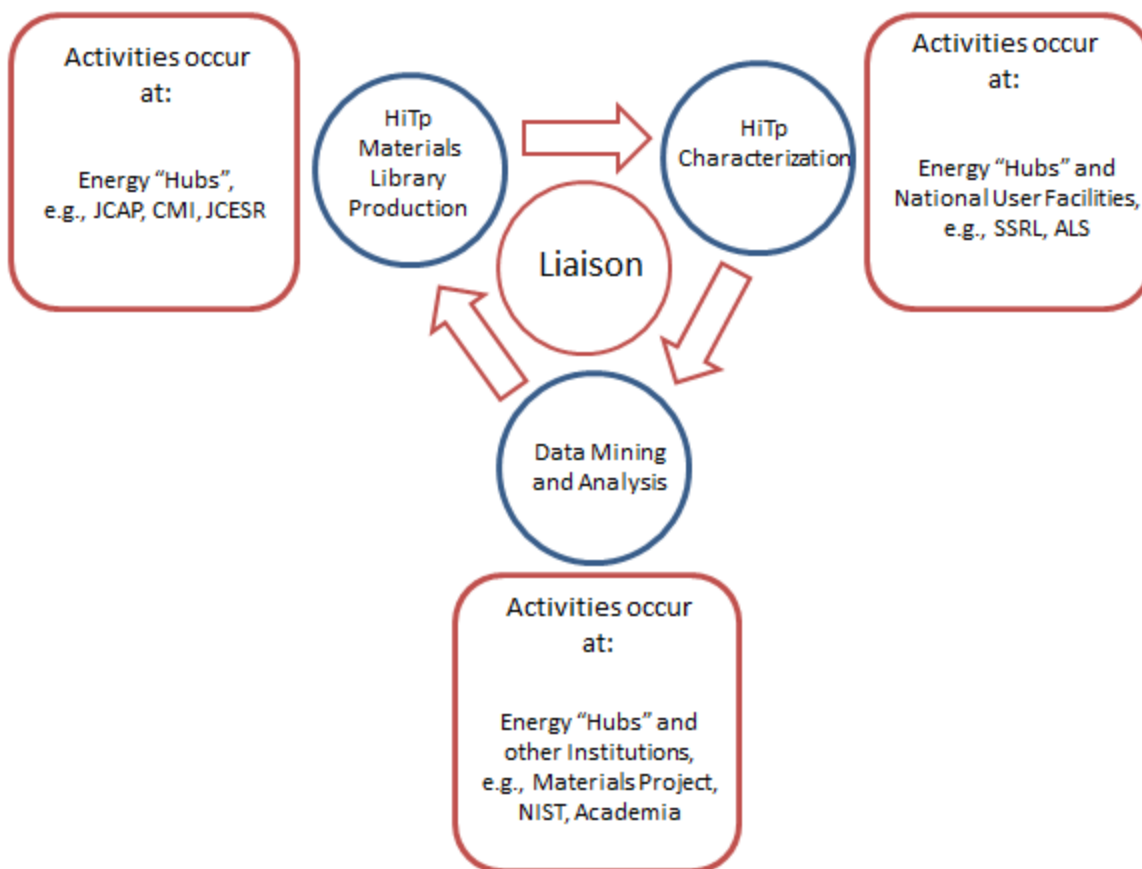 Activities occur
at:
Energy “Hubs”,
e.g., JCAP, CMI, JCESR
HiTp
Materials
Library
Production
HiTp
Characterization
Activities occur
at:
Energy “Hubs” and
National User Facilities,
e.g., SSRL, ALS
Liaison
Data Mining
and Analysis
Activities occur
at:
Energy “Hubs” and
other Institutions,
e.g., Materials Project,
NIST, Academia